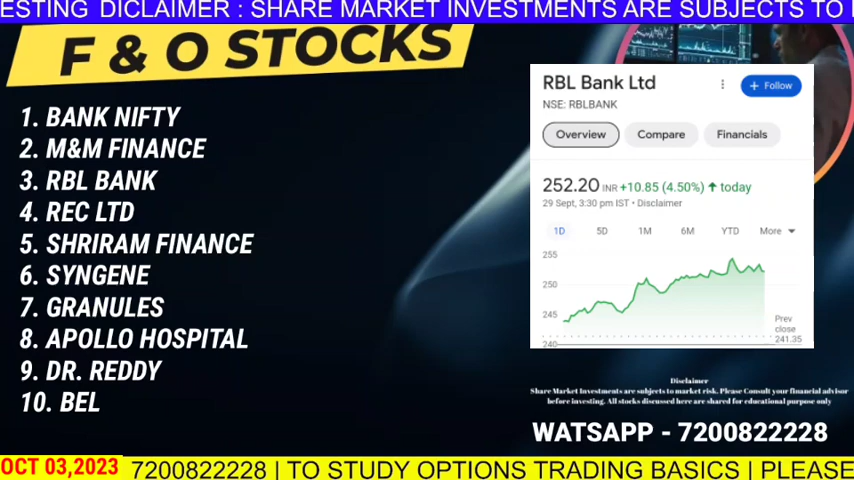 ESTING DICLAIMER : SHARE MARKET INVESTMENTS ARE SUBJECTS TO
F & O STOCKS
1. BANK NIFTY
2. M&M FINANCE
3. RBL BANK
4. REC LTD
5. SHRIRAM FINANCE
6. SYNGENE
7. GRANULES
8. APOLLO HOSPITAL
9. DR. REDDY
10. BEL
RBL Bank Ltd
+ Follow
NSE: RBLBANK
Overview Compare Financials
252.20 INR +10.85 (4.50%) ↑ today
29 Sept, 3:30 pm IST • Disclaimer
1D 5D 1M 6M YTD More
255
250
245
240
Prev
close
241.35
Disclaimer
Share Market Investments are subjects to market risk. Please Consult your financial advisor
before investing. All stocks discussed here are shared for educational purpose only
WATSAPP - 7200822228
OCT 03,2023 7200822228 | TO STUDY OPTIONS TRADING BASICS | PLEASE